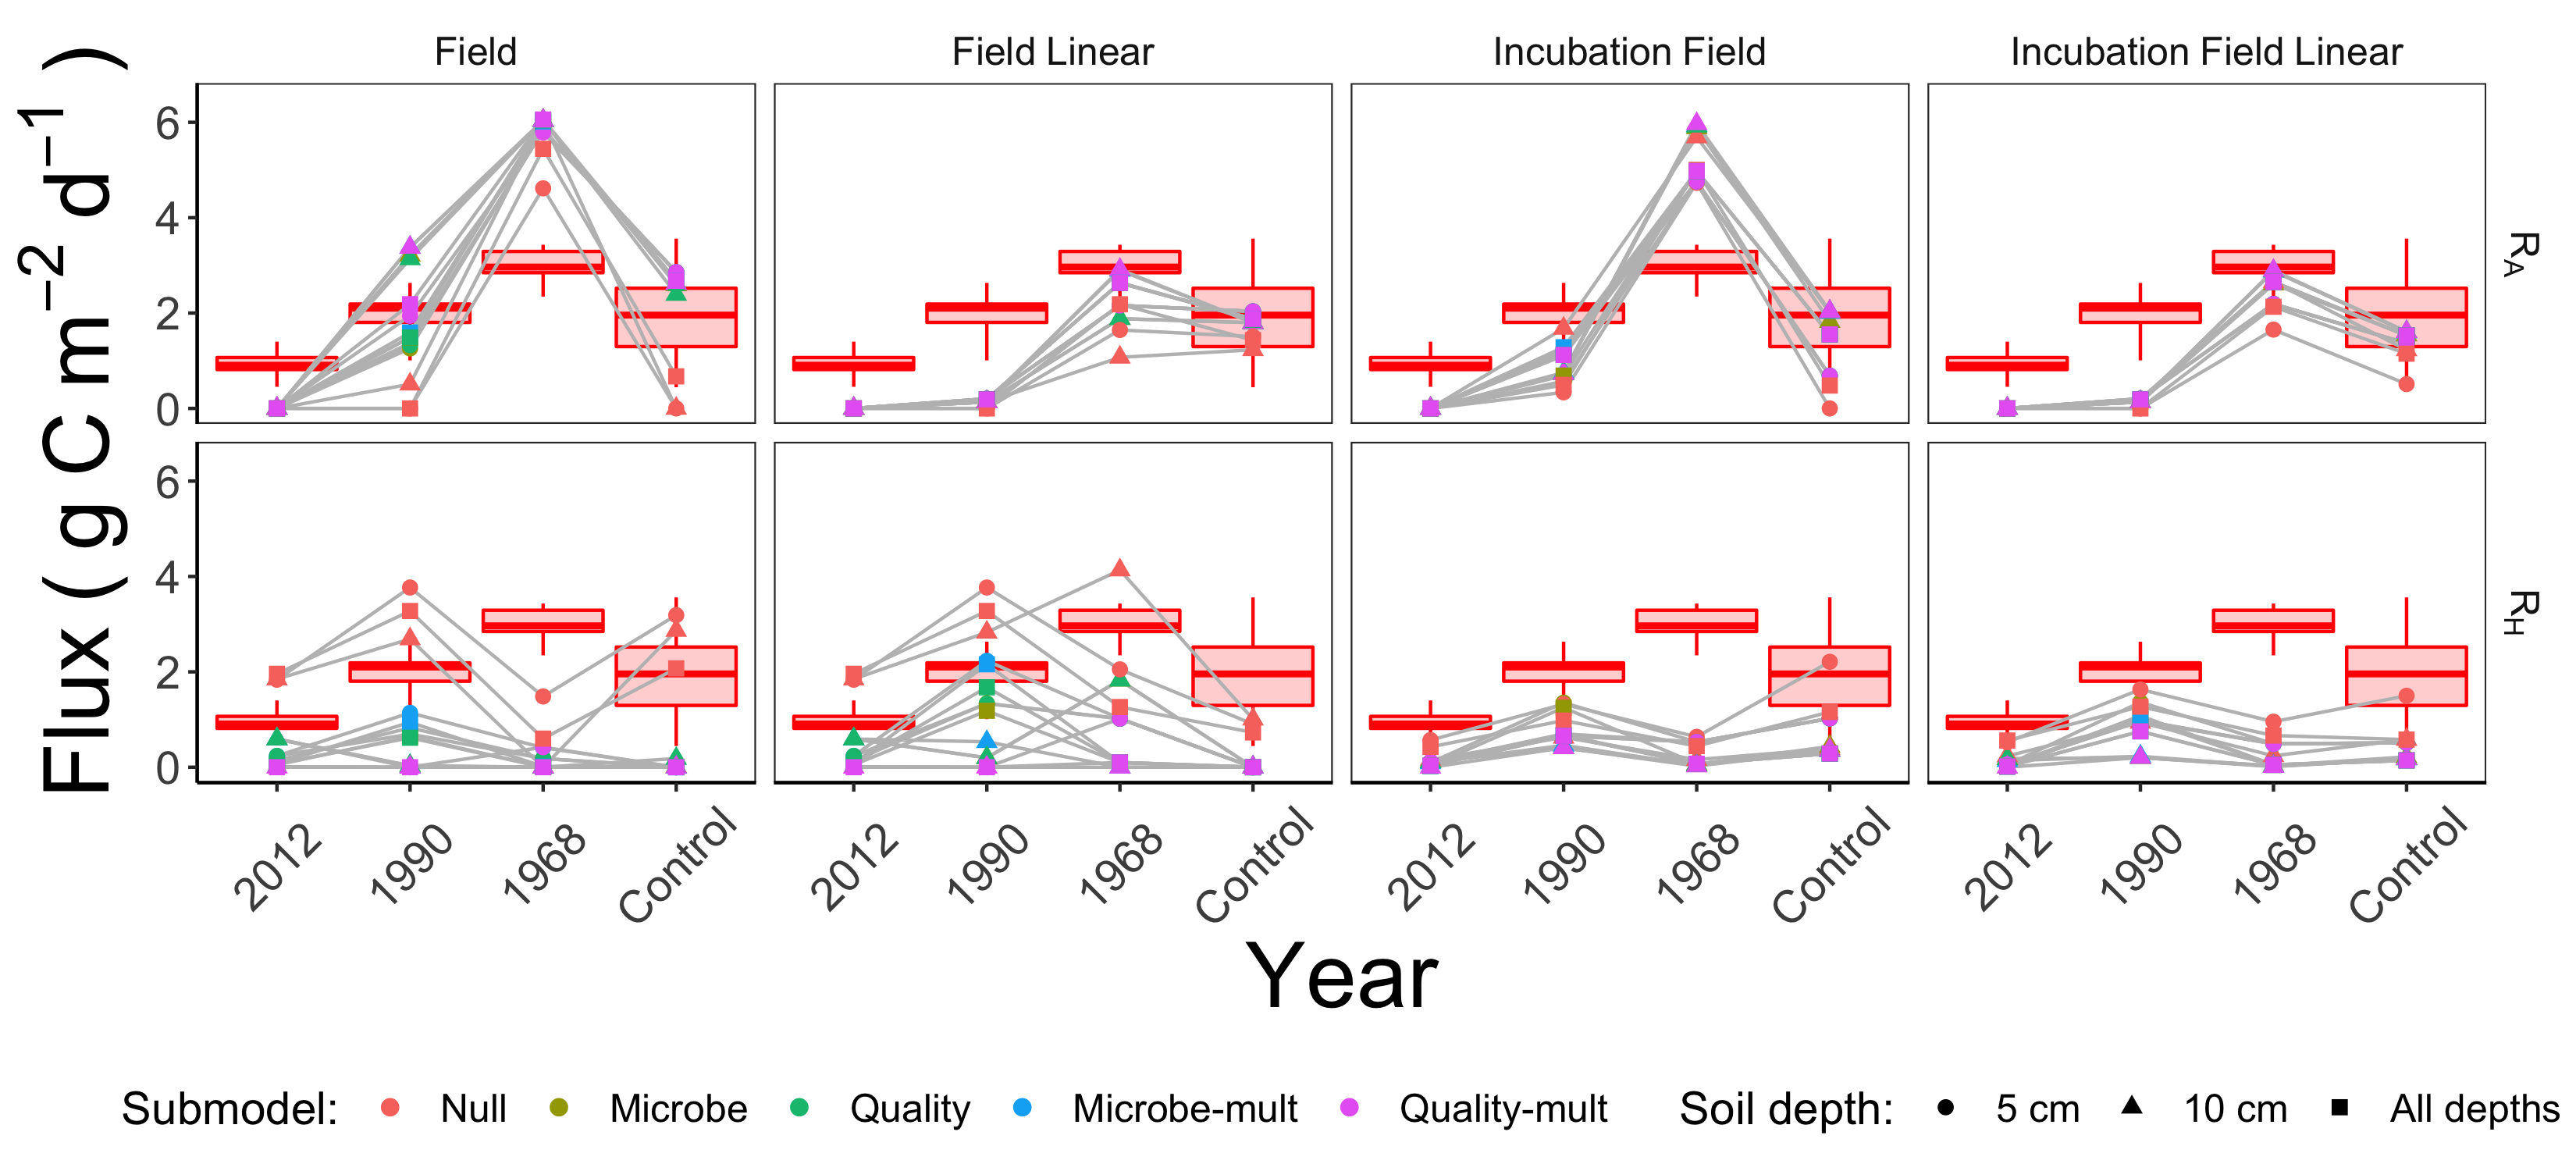 Field Field Linear Incubation Field Incubation Field Linear
Flux ( g C m⁻² d⁻¹ )
6
4
2
0
R_A
6
4
2
0
R_H
2012 1990 1968 Control 2012 1990 1968 Control 2012 1990 1968 Control 2012 1990 1968 Control
Year
Submodel: Null Microbe Quality Microbe-mult Quality-mult Soil depth: 5 cm 10 cm All depths